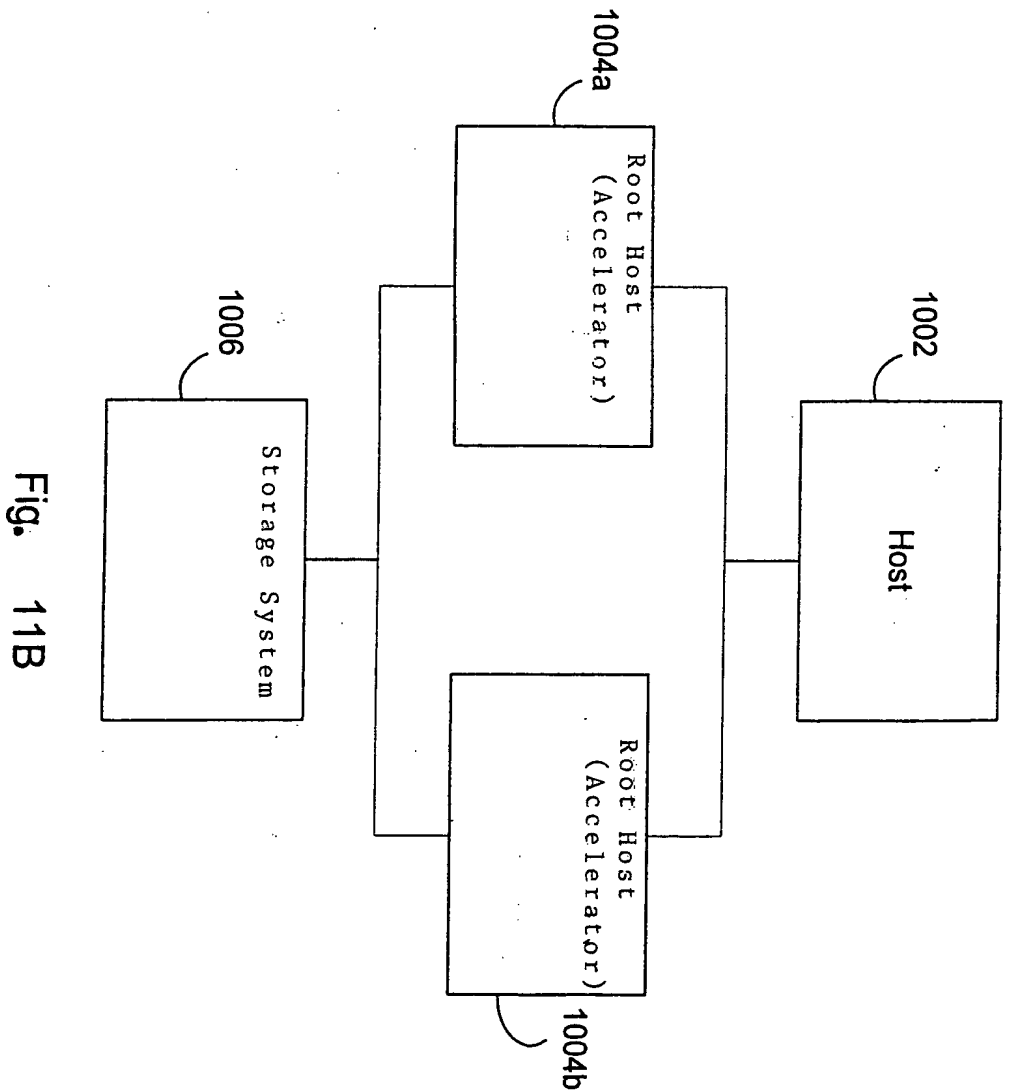 1002
Host
1004a
Root Host
(Accelerator)
Root Host
(Accelerator)
1004b
1006
Storage System
Fig. 11B